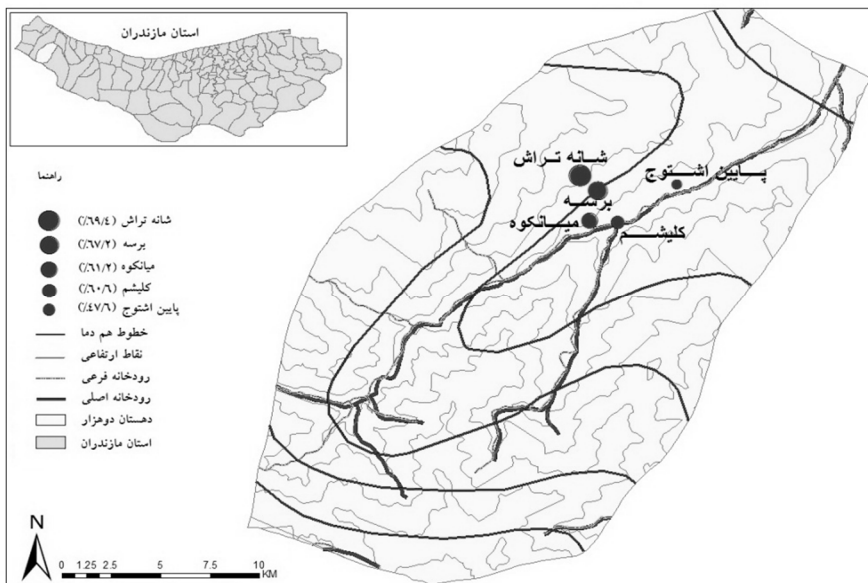 استان مازندران
شانه تراش
پایین اشتوج
برسه
میانکوه
کلیشم
راهنما
شانه تراش (٪۶۹/۴)
برسه (٪۶۷/۲)
میانکوه (٪۶۱/۲)
کلیشم (٪۶۰/۶)
پایین اشتوج (٪۴۷/۶)
خطوط هم دما
نقاط ارتفاعی
رودخانه فرعی
رودخانه اصلی
دهستان دوهزار
استان مازندران
N
0 1.25 2.5 5 7.5 10
KM